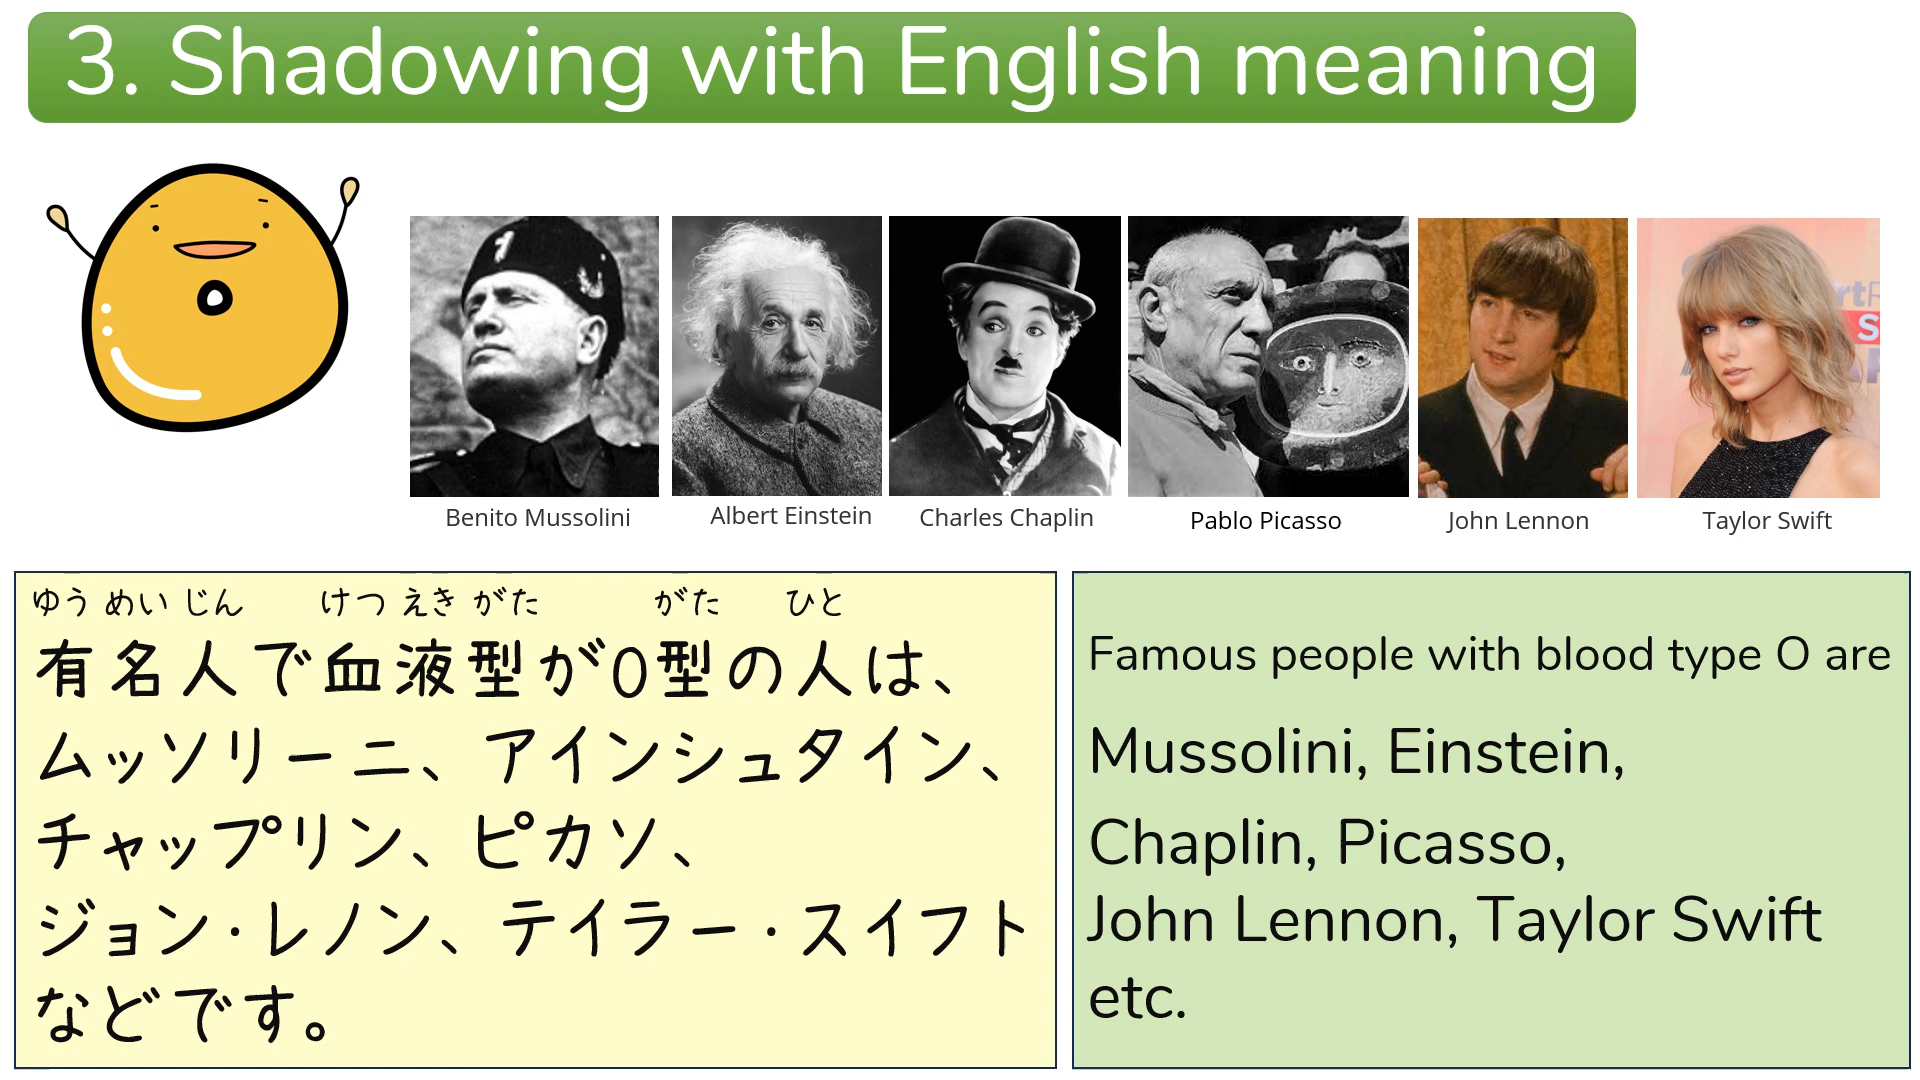 3. Shadowing with English meaning
O
rtR
S
Benito Mussolini
Albert Einstein
Charles Chaplin
Pablo Picasso
John Lennon
Taylor Swift
ゆう めい じん けつ えき がた がた ひと
有名人で血液型がO型の人は、
ムッソリーニ、アインシュタイン、
チャップリン、ピカソ、
ジョン・レノン、テイラー・スイフト
などです。
Famous people with blood type O are
Mussolini, Einstein,
Chaplin, Picasso,
John Lennon, Taylor Swift
etc.